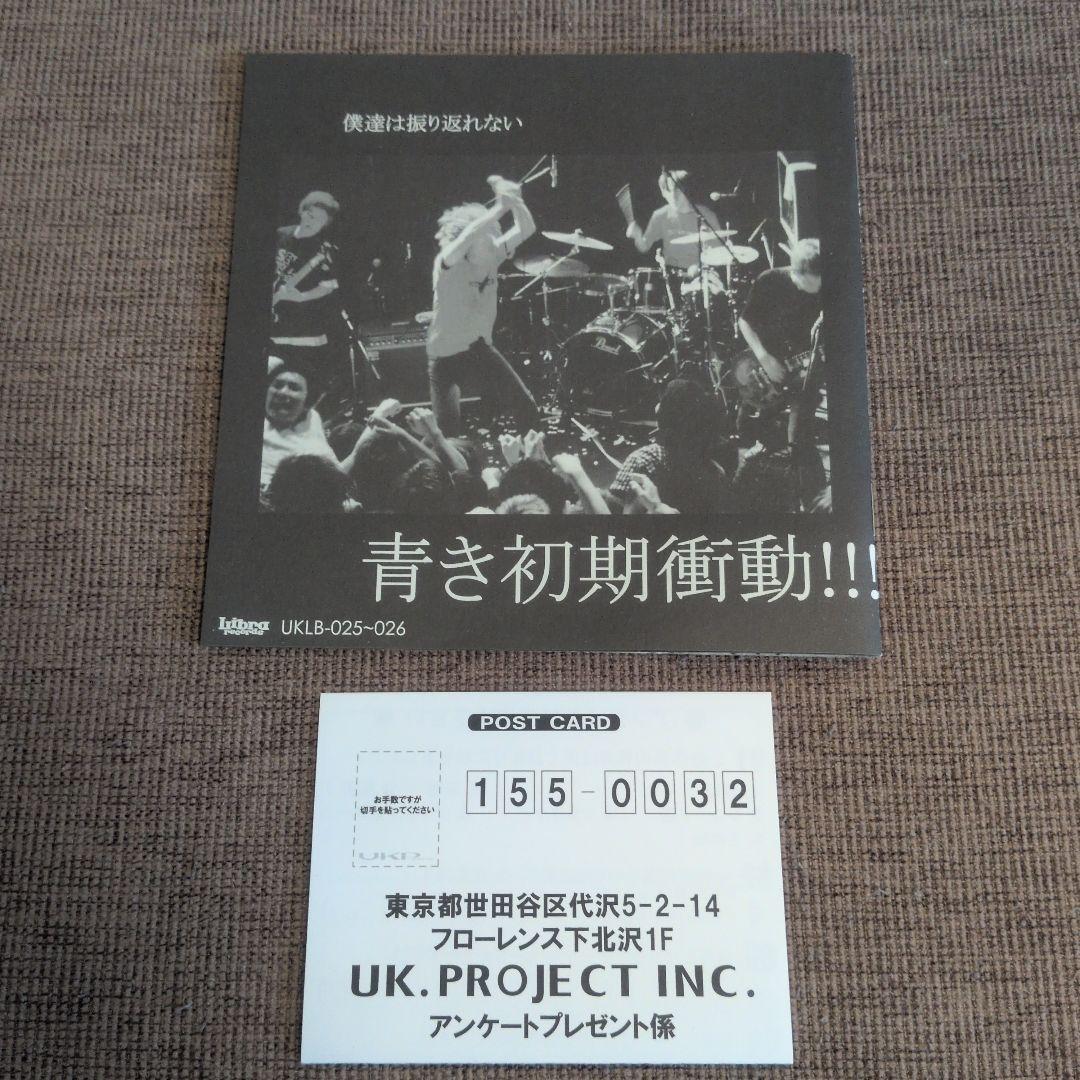 僕達は振り返れない
Pearl
青き初期衝動!!!
Libra
records
UKLB-025~026
POST CARD
お手数ですが
切手を貼ってください
UKP
155-0032
東京都世田谷区代沢5-2-14
フローレンス下北沢1F
UK.PROJECT INC.
アンケートプレゼント係